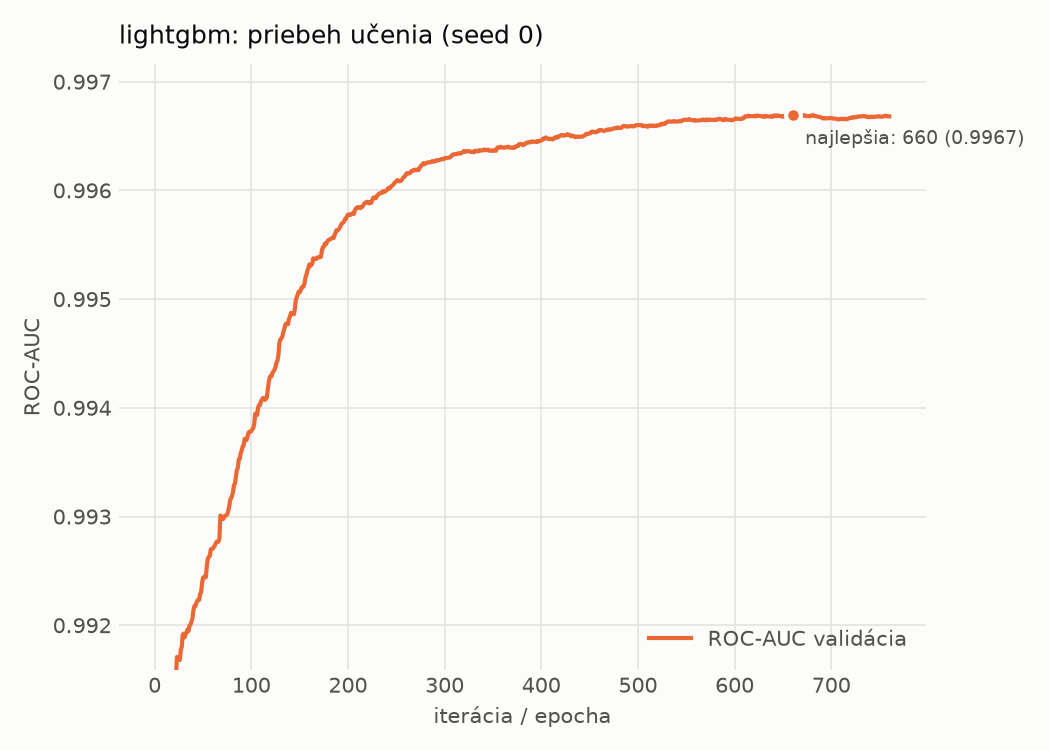 lightgbm: priebeh učenia (seed 0)
0.997
0.996
0.995
0.994
0.993
0.992
ROC-AUC
najlepšia: 660 (0.9967)
ROC-AUC validácia
0 100 200 300 400 500 600 700
iterácia / epocha